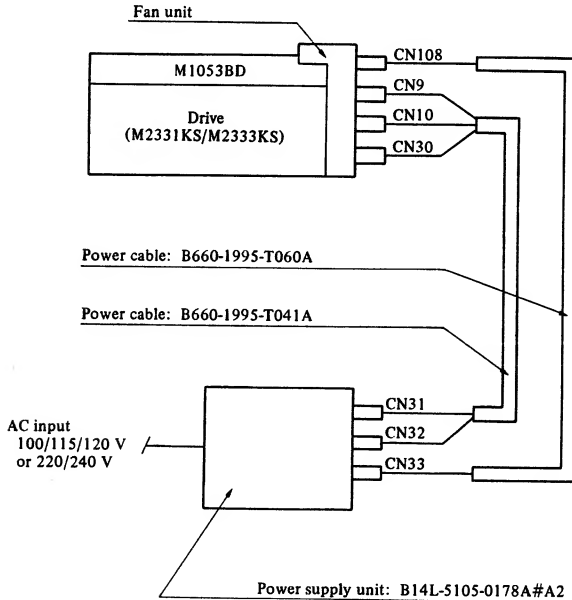 Fan unit
M1053BD
Drive
(M2331KS/M2333KS)
CN108
CN9
CN10
CN30
Power cable: B660-1995-T060A
Power cable: B660-1995-T041A
AC input
100/115/120 V
or 220/240 V
CN31
CN32
CN33
Power supply unit: B14L-5105-0178A#A2